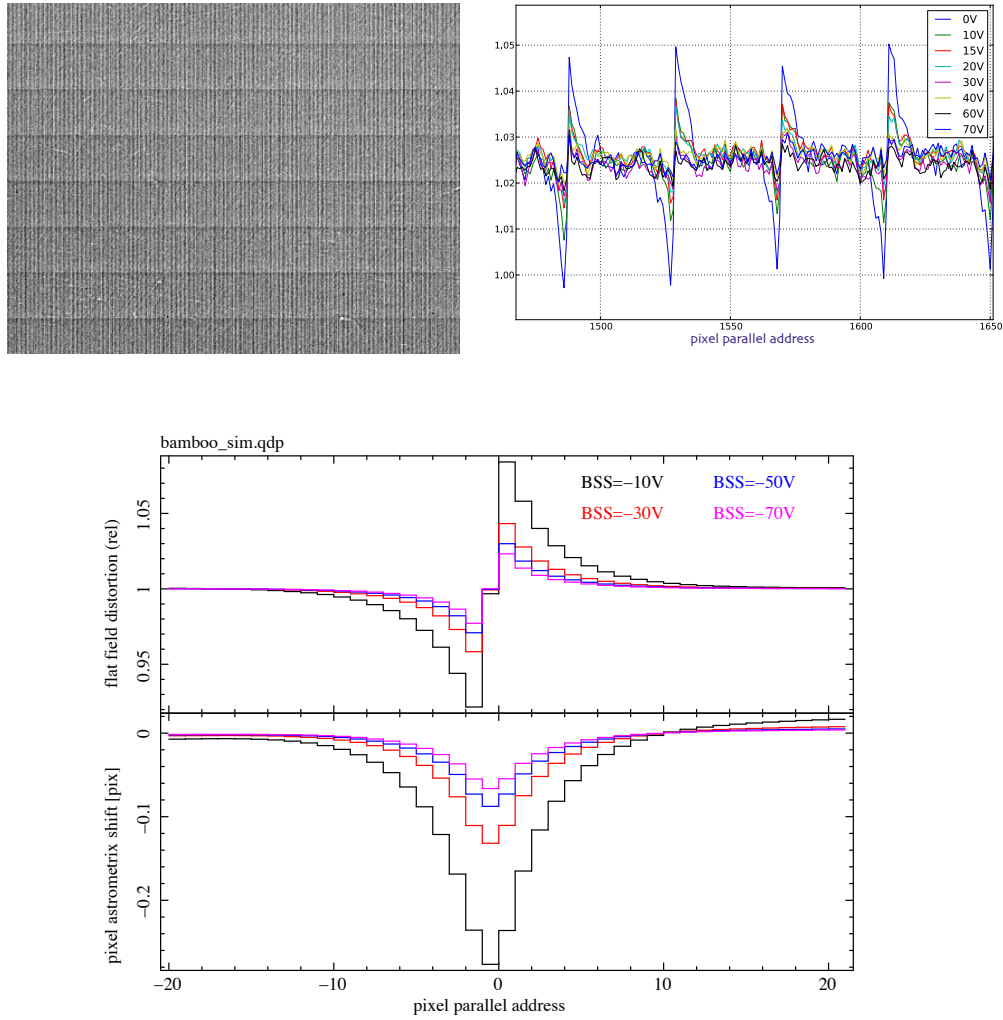 1.05
1.04
1.03
1.02
1.01
1.00
0V
10V
15V
20V
30V
40V
60V
70V
1500 1550 1600 1650
pixel parallel address
bamboo_sim.qdp
BSS=−10V BSS=−50V
BSS=−30V BSS=−70V
flat field distortion (rel)
1.05
1
0.95
pixel astrometrix shift [pix]
0
−0.1
−0.2
−20 −10 0 10 20
pixel parallel address